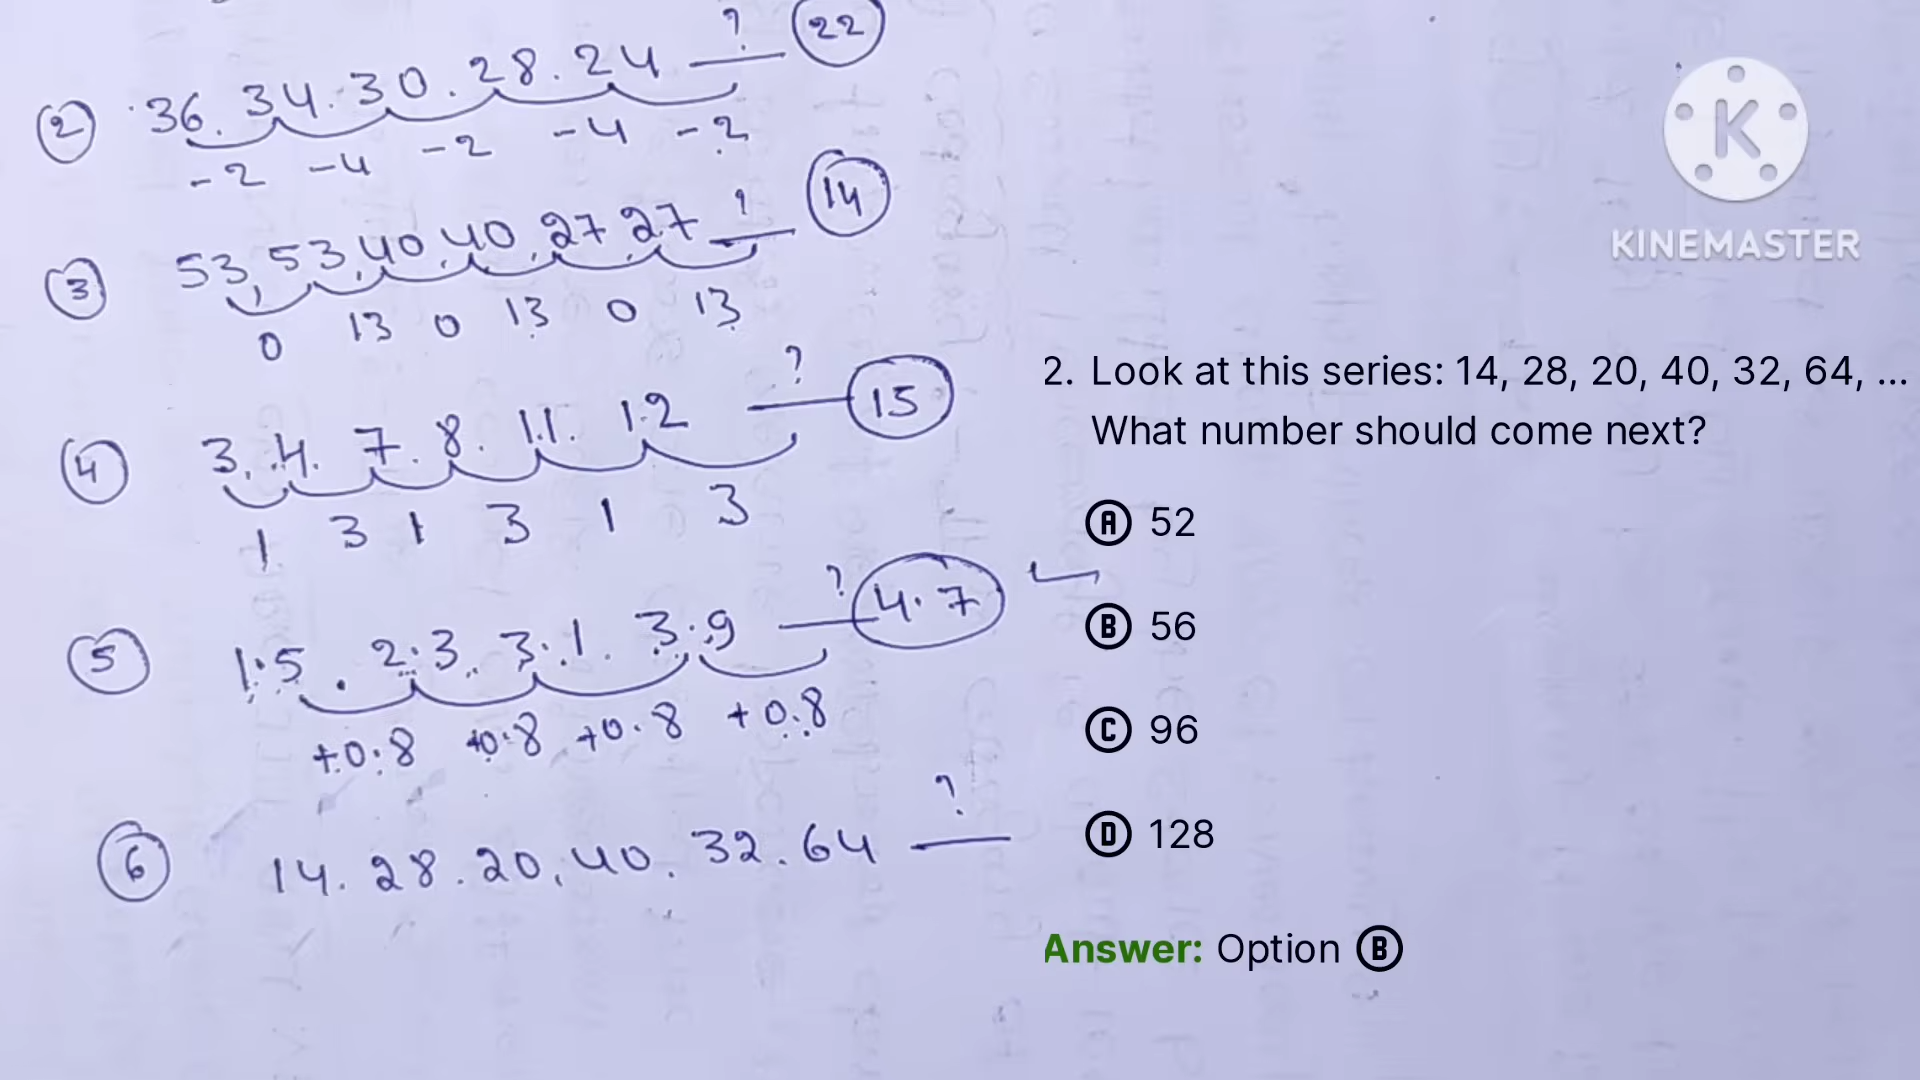 ? 22
2 36. 34. 30. 28. 24
-2 -4 -2 -4 -2
3 53, 53, 40, 40, 27 27 ? 14
0 13 0 13 0 13
4 3, 4. 7. 8. 11. 12 ? 15
1 3 1 3 1 3
5 1.5 . 2.3, 3.1. 3.9 ? 4.7
+0.8 +0.8 +0.8 +0.8
6 14. 28. 20, 40. 32. 64 ?
KINEMASTER
2. Look at this series: 14, 28, 20, 40, 32, 64, ...
What number should come next?
A 52
B 56
C 96
D 128
Answer: Option B